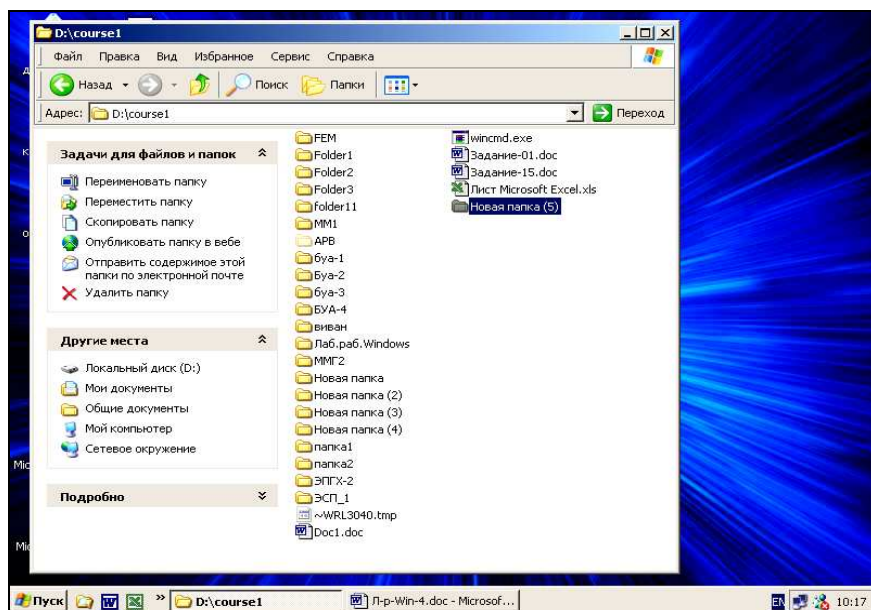 D:\course1
Файл Правка Вид Избранное Сервис Справка
Назад Поиск Папки
Адрес: D:\course1 Переход
Задачи для файлов и папок
Переименовать папку
Переместить папку
Скопировать папку
Опубликовать папку в вебе
Отправить содержимое этой
папки по электронной почте
Удалить папку
Другие места
Локальный диск (D:)
Мои документы
Общие документы
Мой компьютер
Сетевое окружение
Подробно
FEM
Folder1
Folder2
Folder3
folder11
MM1
АРВ
буа-1
Буа-2
буа-3
БУА-4
виван
Лаб.раб.Windows
ММГ2
Новая папка
Новая папка (2)
Новая папка (3)
Новая папка (4)
папка1
папка2
ЭПГХ-2
ЭСП_1
~WRL3040.tmp
Doc1.doc
wincmd.exe
Задание-01.doc
Задание-15.doc
Лист Microsoft Excel.xls
Новая папка (5)
Mic
Mic
Пуск » D:\course1 Л-р-Win-4.doc - Microsof... EN 10:17